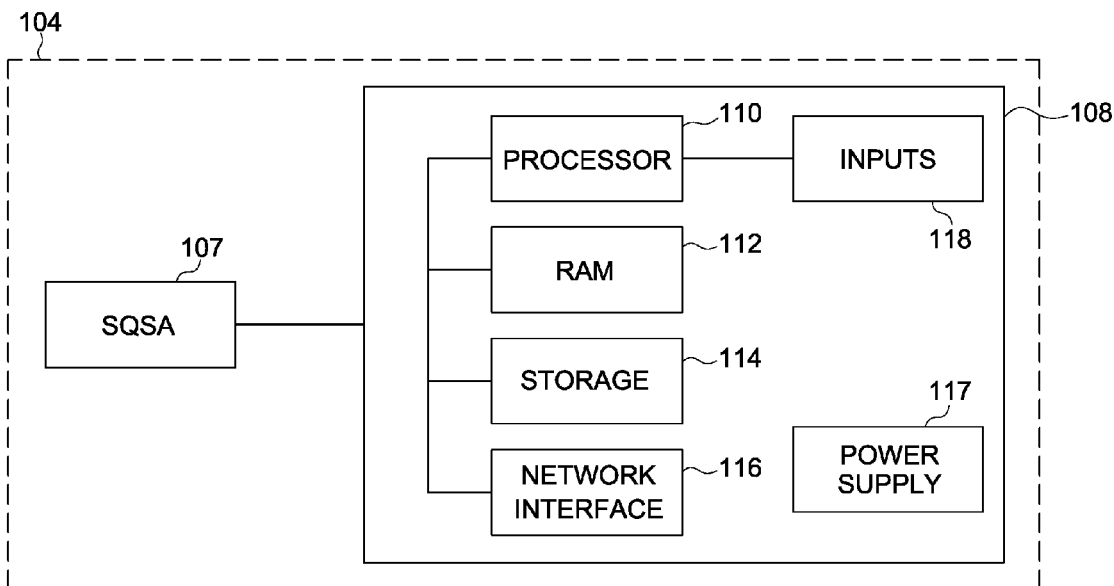 104
108
110
PROCESSOR
INPUTS
118
107
SQSA
112
RAM
114
STORAGE
117
POWER
SUPPLY
116
NETWORK
INTERFACE